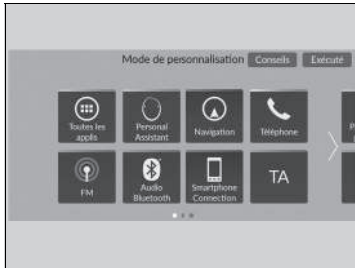 Mode de personnalisation Conseils Exécuté
Toutes les
applis
Personal
Assistant
Navigation
Téléphone
FM
Audio
Bluetooth
Smartphone
Connection
TA